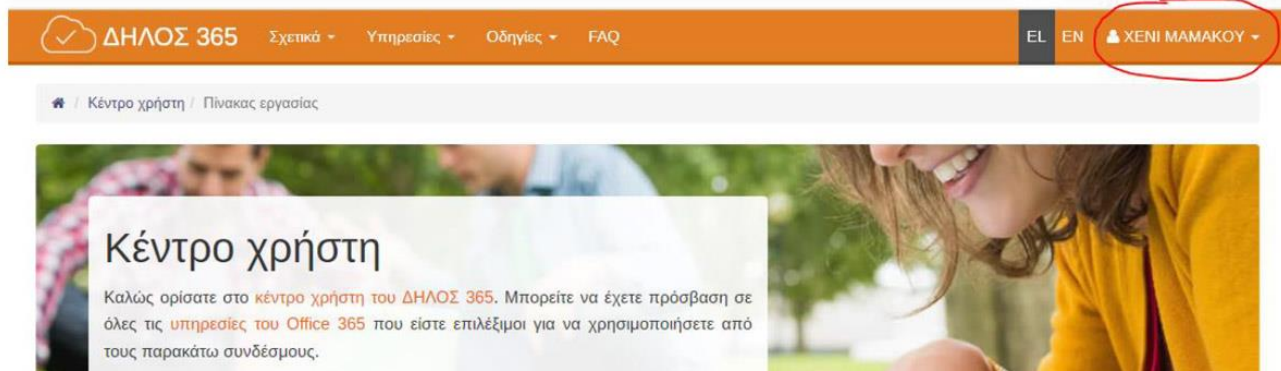 ΔΗΛΟΣ 365 Σχετικά Υπηρεσίες Οδηγίες FAQ EL EN XENI MAMAKOY
/ Κέντρο χρήστη / Πίνακας εργασίας
Κέντρο χρήστη
Καλώς ορίσατε στο κέντρο χρήστη του ΔΗΛΟΣ 365. Μπορείτε να έχετε πρόσβαση σε
όλες τις υπηρεσίες του Office 365 που είστε επιλέξιμοι για να χρησιμοποιήσετε από
τους παρακάτω συνδέσμους.